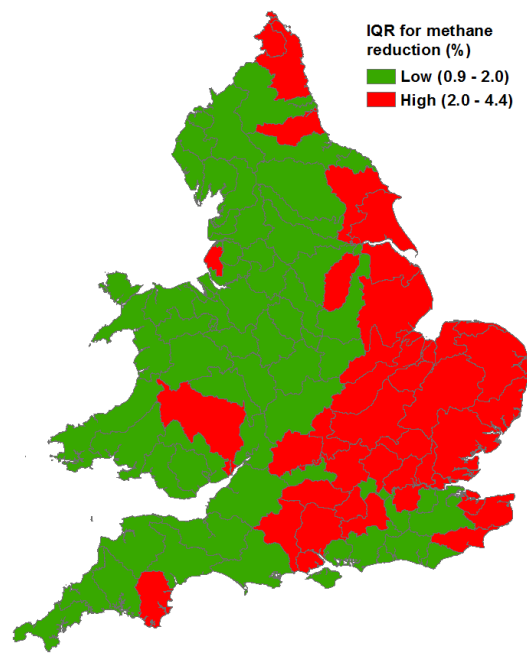 IQR for methane
reduction (%)
Low (0.9 - 2.0)
High (2.0 - 4.4)